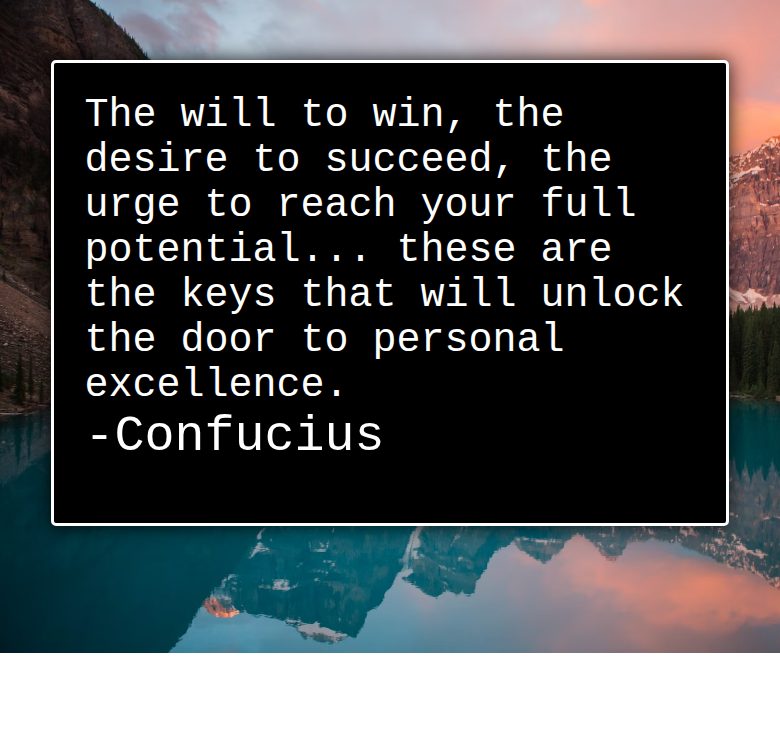 The will to win, the
desire to succeed, the
urge to reach your full
potential... these are
the keys that will unlock
the door to personal
excellence.
-Confucius